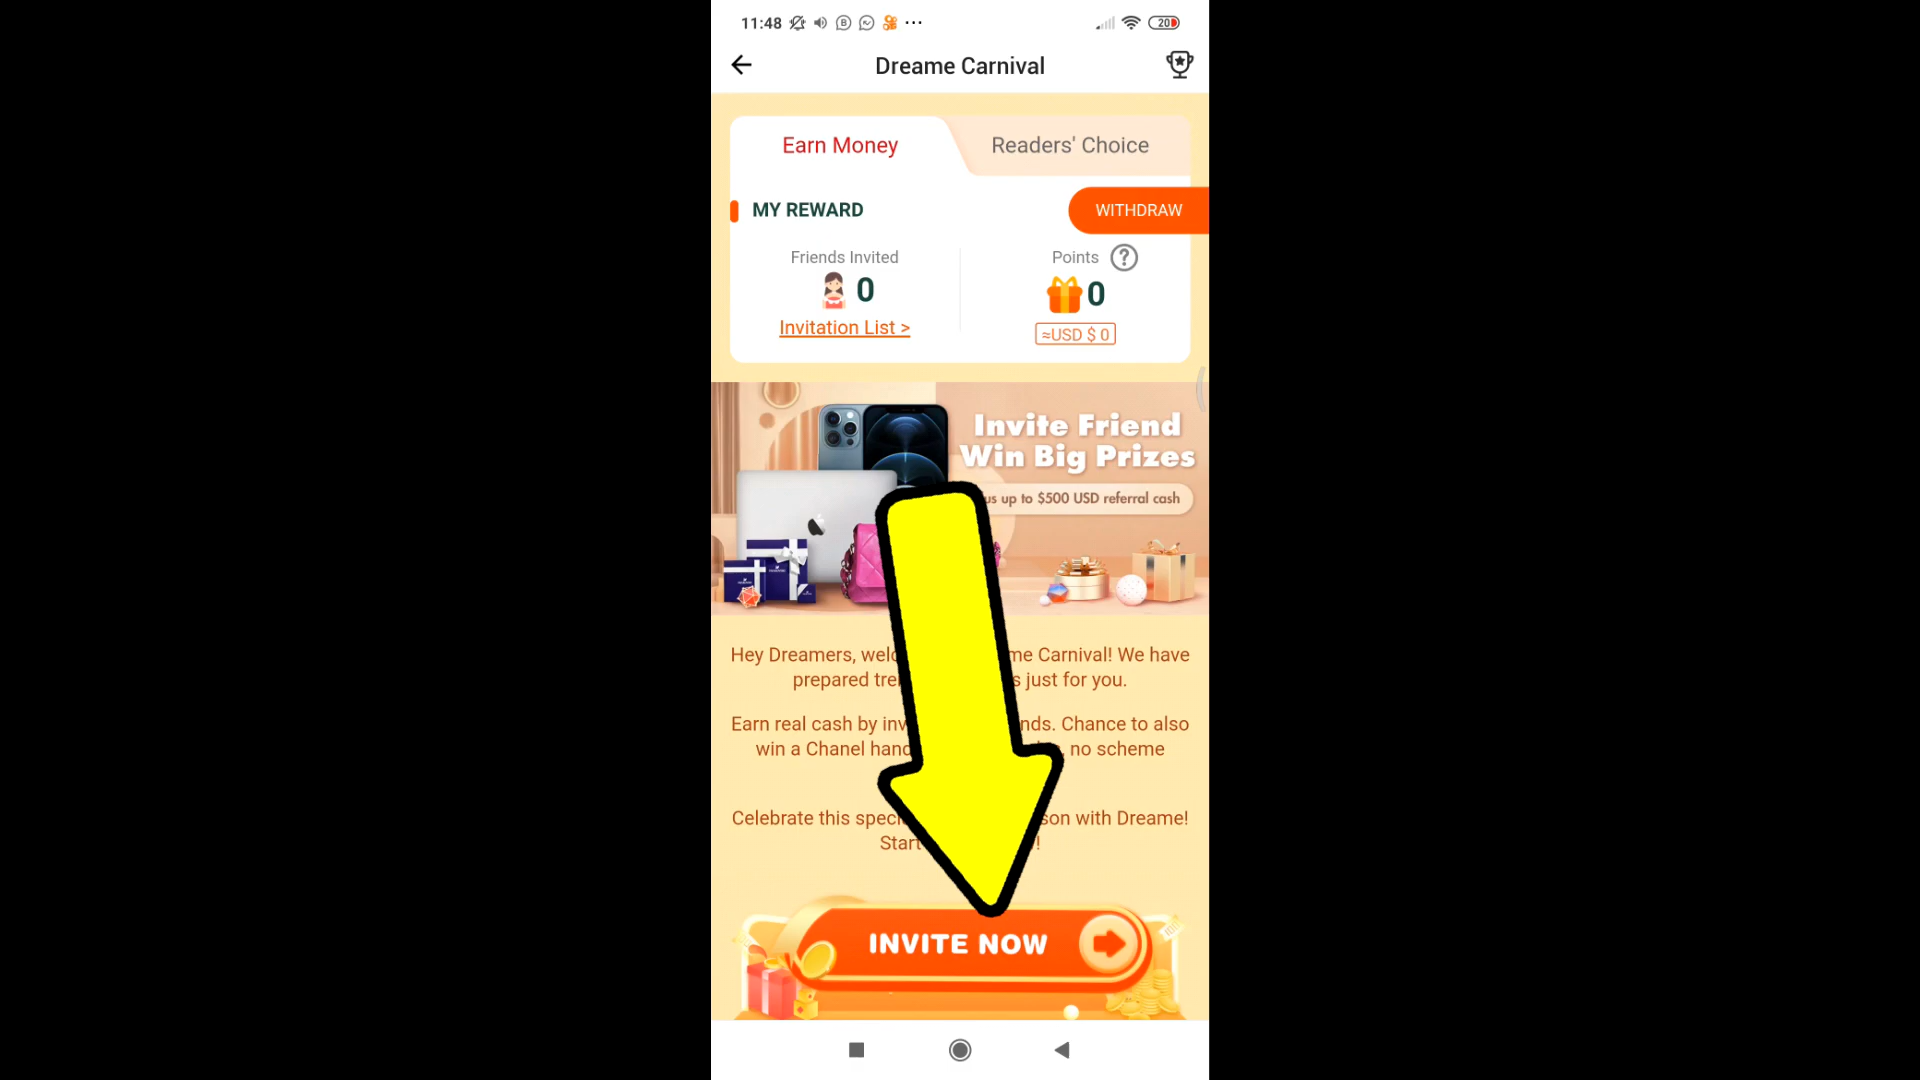 11:48
20
Dreame Carnival
Earn Money
Readers' Choice
MY REWARD
WITHDRAW
Friends Invited
Points ?
0
0
Invitation List >
≈USD $ 0
Invite Friend
Win Big Prizes
us up to $500 USD referral cash
Hey Dreamers, me Carnival! We have
prepared s just for you.
Earn real cash by inv nds. Chance to also
win a Chanel hand , no scheme
Celebrate this speci son with Dreame!
Start !
INVITE NOW